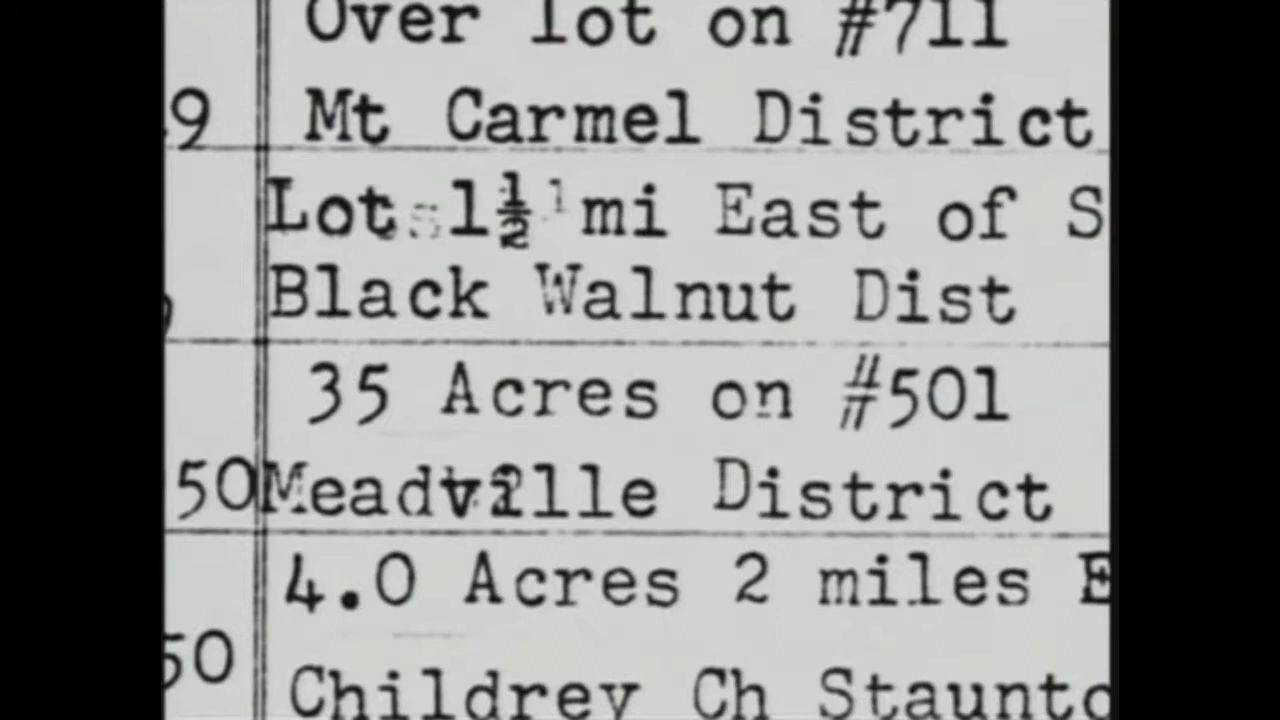 Over lot on #711
9 Mt Carmel District
Lot 1½ mi East of S
Black Walnut Dist
35 Acres on #501
50 Meadville District
4.0 Acres 2 miles E
50
Childrey Ch Staunto